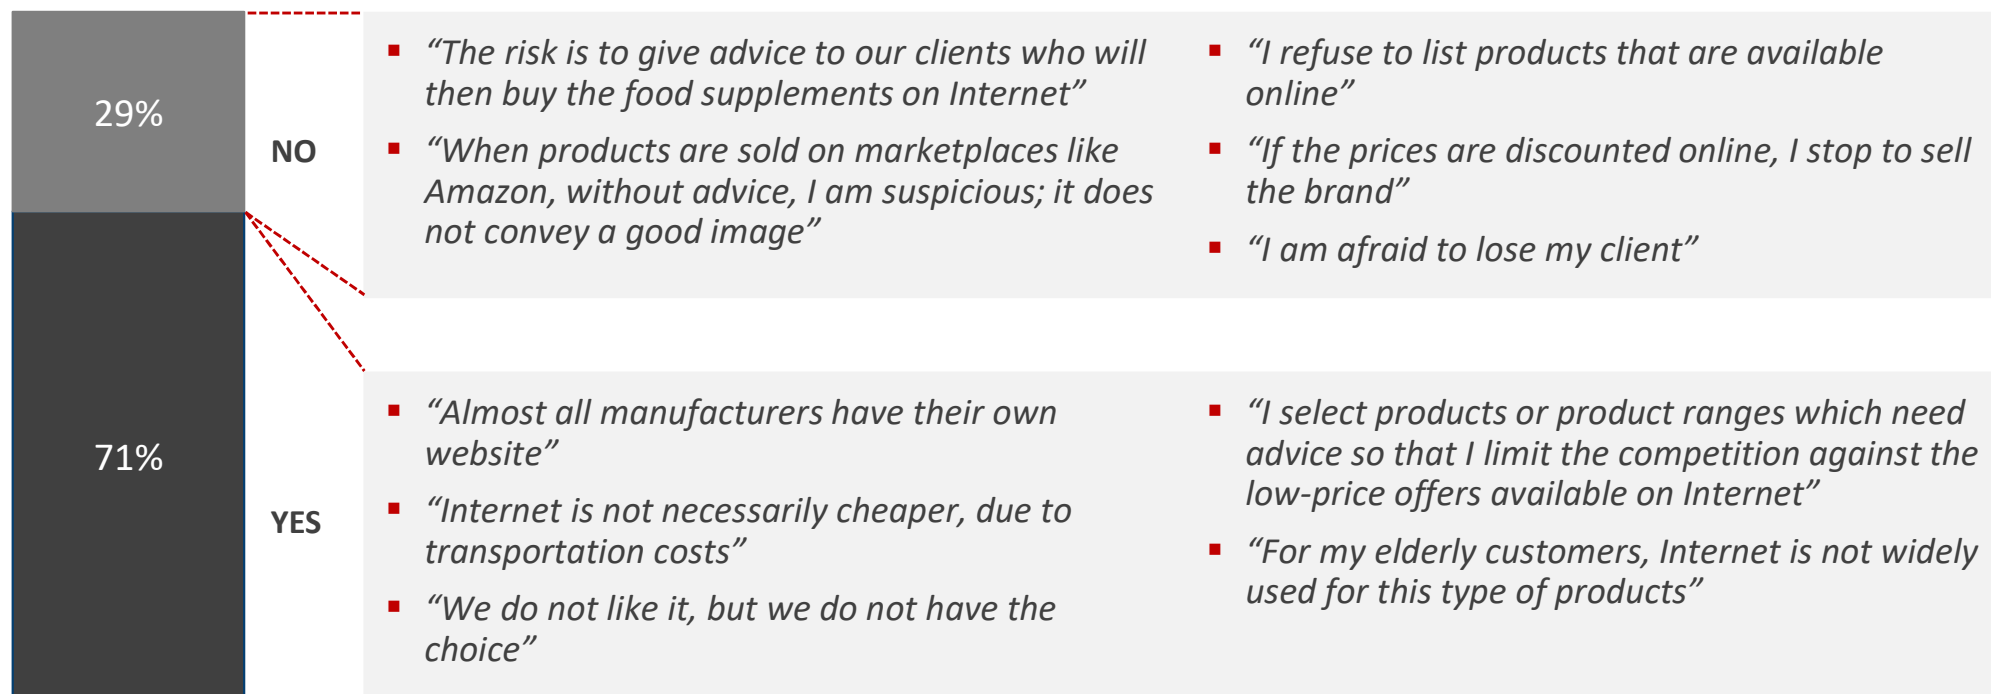 29%
NO
“The risk is to give advice to our clients who will
then buy the food supplements on Internet”
“When products are sold on marketplaces like
Amazon, without advice, I am suspicious; it does
not convey a good image”
“I refuse to list products that are available
online”
“If the prices are discounted online, I stop to sell
the brand”
“I am afraid to lose my client”
71%
YES
“Almost all manufacturers have their own
website”
“Internet is not necessarily cheaper, due to
transportation costs”
“We do not like it, but we do not have the
choice”
“I select products or product ranges which need
advice so that I limit the competition against the
low-price offers available on Internet”
“For my elderly customers, Internet is not widely
used for this type of products”